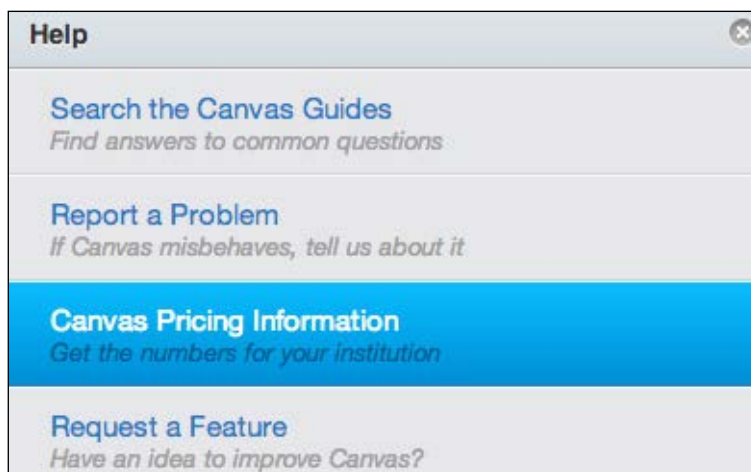 Help
Search the Canvas Guides
Find answers to common questions
Report a Problem
If Canvas misbehaves, tell us about it
Canvas Pricing Information
Get the numbers for your institution
Request a Feature
Have an idea to improve Canvas?